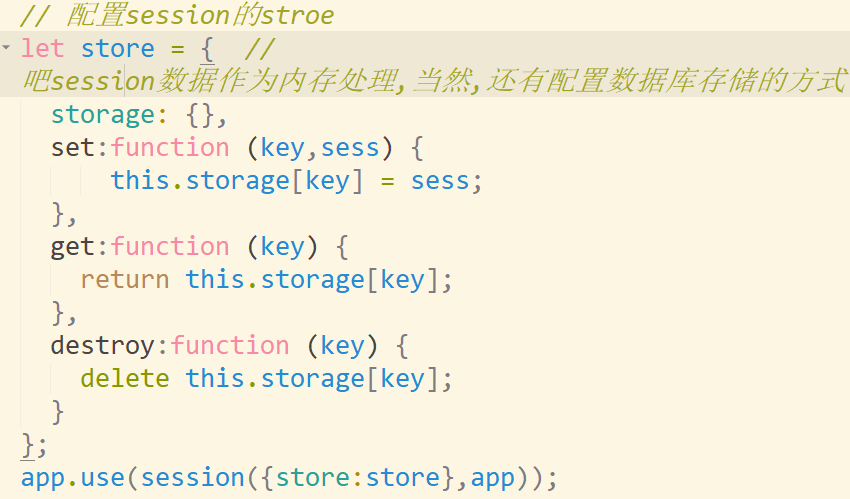 // 配置session的stroe
let store = {  //
吧session数据作为内存处理,当然,还有配置数据库存储的方式
storage: {},
set:function (key,sess) {
this.storage[key] = sess;
},
get:function (key) {
return this.storage[key];
},
destroy:function (key) {
delete this.storage[key];
}
};
app.use(session({store:store},app));